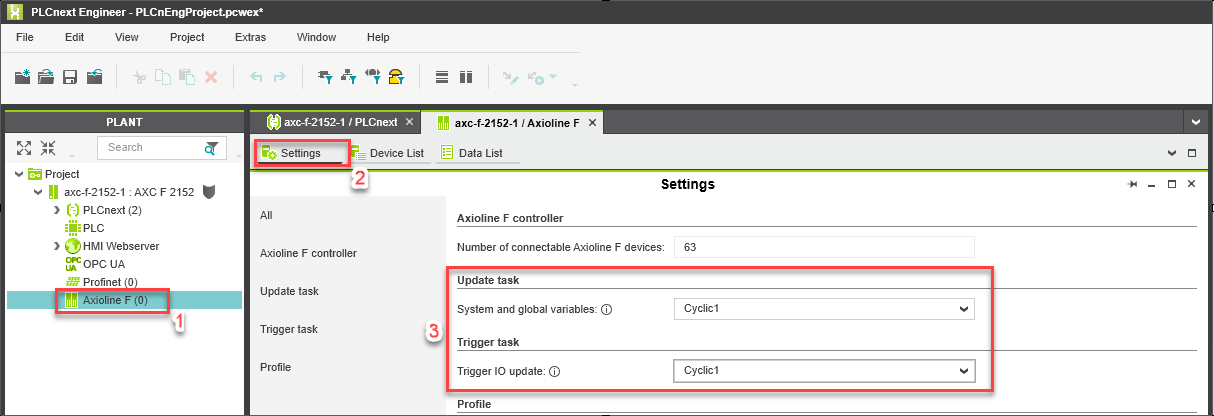 PLCnext Engineer - PLCnEngProject.pcwex*
File Edit View Project Extras Window Help
PLANT
axc-f-2152-1 / PLCnext
axc-f-2152-1 / Axioline F
Search
Settings
Device List
Data List
2
Settings
Project
axc-f-2152-1 : AXC F 2152
PLCnext (2)
PLC
HMI Webserver
OPC UA
OPC UA
Profinet (0)
Axioline F (0)
1
All
Axioline F controller
Update task
Trigger task
Profile
Axioline F controller
Number of connectable Axioline F devices: 63
Update task
System and global variables: Cyclic1
3
Trigger task
Trigger IO update: Cyclic1
Profile